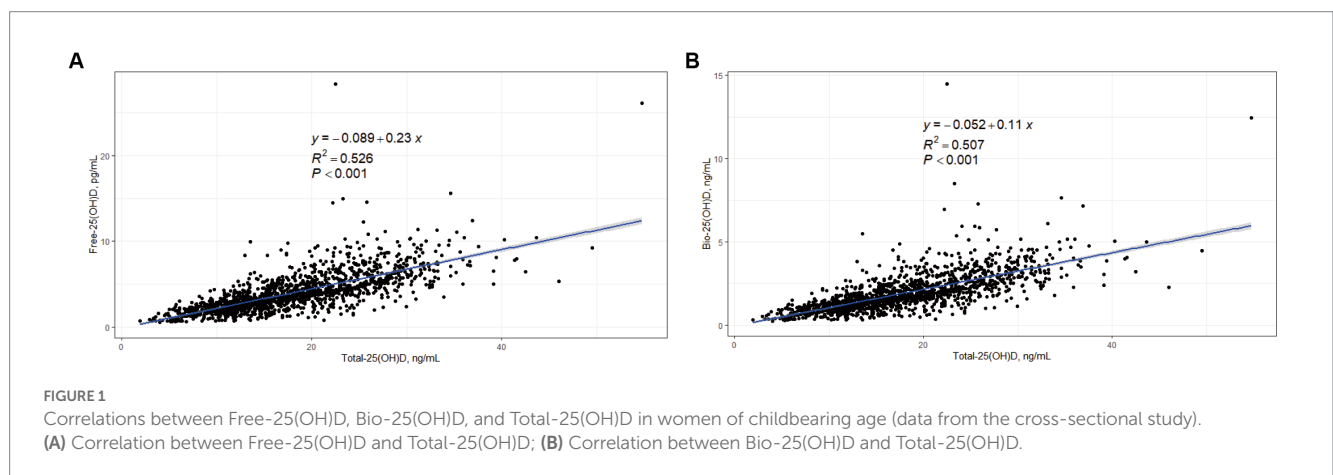 A
Free-25(OH)D, pg/mL
20
10
0
y = −0.089 + 0.23 x
R² = 0.526
P < 0.001
0 20 40
Total-25(OH)D, ng/mL
B
Bio-25(OH)D, ng/mL
15
10
5
0
y = −0.052 + 0.11 x
R² = 0.507
P < 0.001
0 20 40
Total-25(OH)D, ng/mL
FIGURE 1
Correlations between Free-25(OH)D, Bio-25(OH)D, and Total-25(OH)D in women of childbearing age (data from the cross-sectional study).
(A) Correlation between Free-25(OH)D and Total-25(OH)D; (B) Correlation between Bio-25(OH)D and Total-25(OH)D.